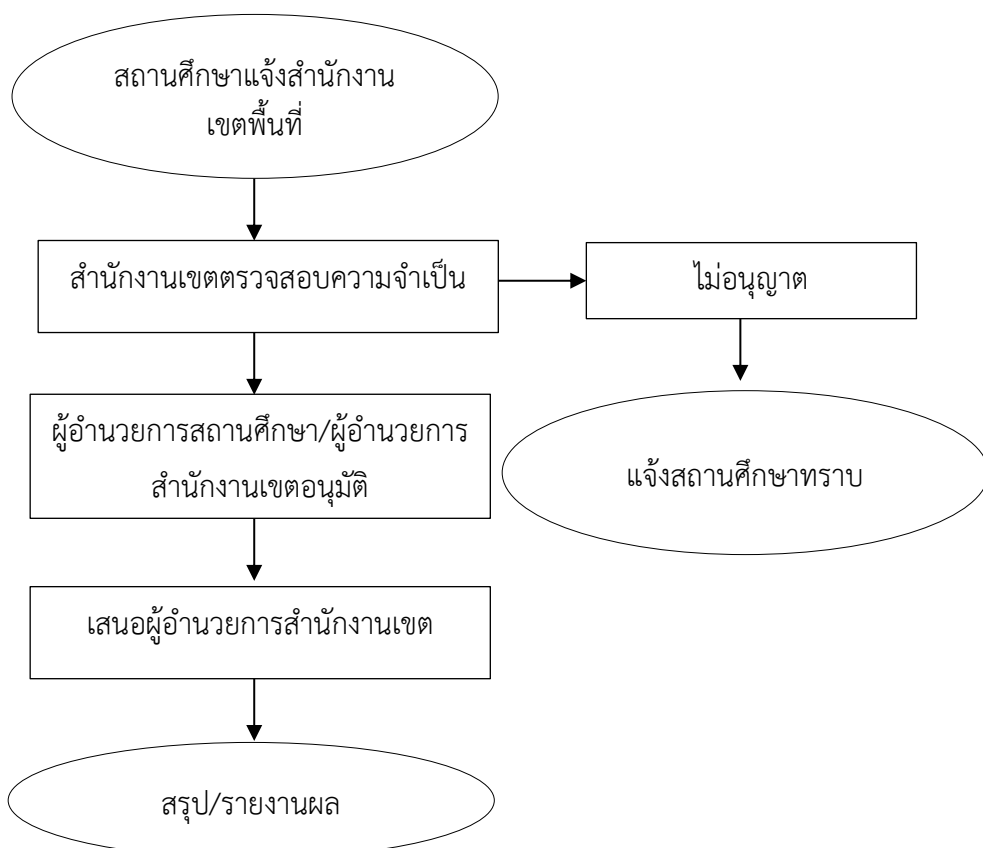 สถานศึกษาแจ้งสำนักงาน
เขตพื้นที่
สำนักงานเขตตรวจสอบความจำเป็น
ไม่อนุญาต
ผู้อำนวยการสถานศึกษา/ผู้อำนวยการ
สำนักงานเขตอนุมัติ
แจ้งสถานศึกษาทราบ
เสนอผู้อำนวยการสำนักงานเขต
สรุป/รายงานผล